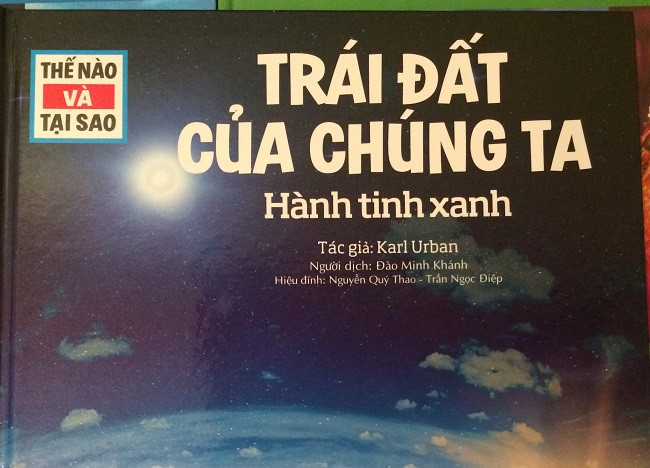 THẾ NÀO
VÀ
TẠI SAO
TRÁI ĐẤT
CỦA CHÚNG TA
Hành tinh xanh
Tác giả: Karl Urban
Người dịch: Đào Minh Khánh
Hiệu đính: Nguyễn Quý Thao - Trần Ngọc Điệp